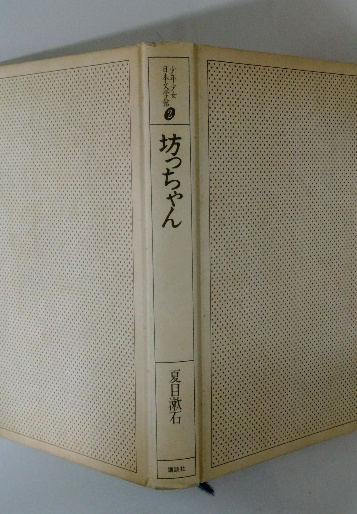 少年少女
日本文学館
2
坊っちゃん
夏目漱石
講談社